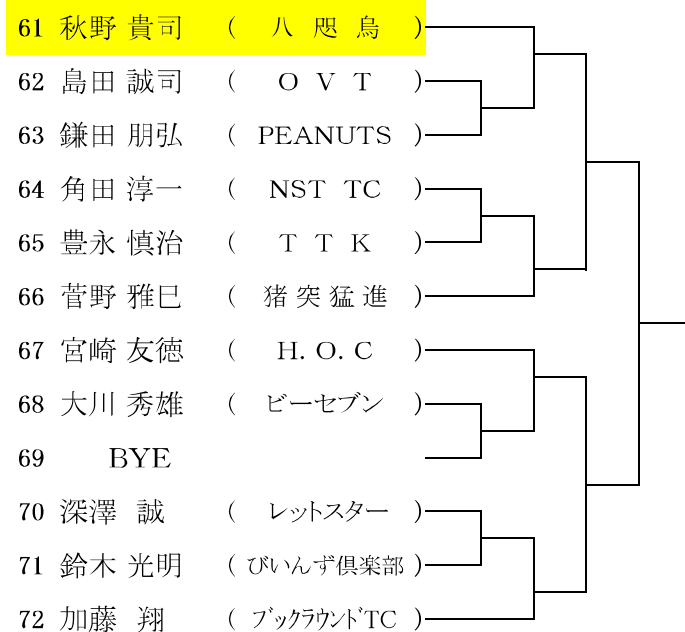 61 秋野 貴司 ( 八 咫 烏 )
62 島田 誠司 ( O V T )
63 鎌田 朋弘 ( PEANUTS )
64 角田 淳一 ( NST TC )
65 豊永 慎治 ( T T K )
66 菅野 雅巳 ( 猪 突 猛 進 )
67 宮崎 友徳 ( H. O. C )
68 大川 秀雄 ( ビーセブン )
69 BYE
70 深澤 誠 ( レットスター )
71 鈴木 光明 ( びいんず倶楽部 )
72 加藤 翔 ( ブックラウンドTC )